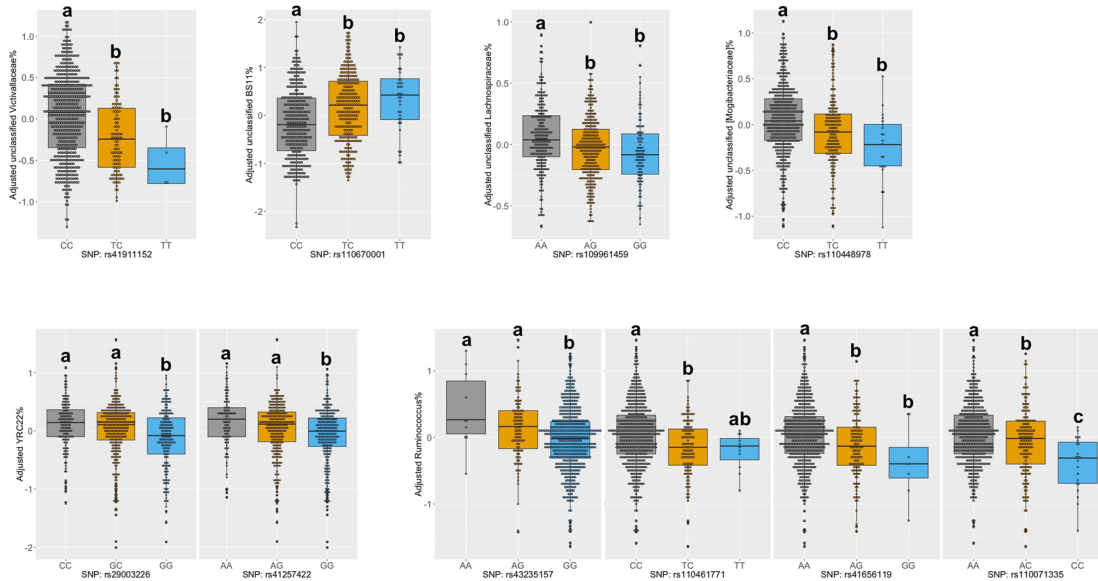 a
b
b
Adjusted unclassified Victivallaceae%
1.0
0.5
0.0
-0.5
-1.0
CC
TC
TT
SNP: rs41911152
a
b
b
Adjusted unclassified BS11%
2
1
0
-1
-2
CC
TC
TT
SNP: rs110670001
a
b
b
Adjusted unclassified Lachnospiraceae%
1.0
0.5
0.0
-0.5
AA
AG
GG
SNP: rs109961459
a
b
b
Adjusted unclassified [Mogibacteriaceae]%
1.0
0.5
0.0
-0.5
-1.0
CC
TC
TT
SNP: rs110448978
a
a
b
Adjusted YRC22%
1
0
-1
-2
CC
GC
GG
SNP: rs29003226
a
a
b
AA
AG
GG
SNP: rs41257422
a
a
b
Adjusted Ruminococcus%
1
0
-1
AA
AG
GG
SNP: rs43235157
a
b
ab
CC
TC
TT
SNP: rs110461771
a
b
b
AA
AG
GG
SNP: rs41656119
a
b
c
AA
AC
CC
SNP: rs110071335